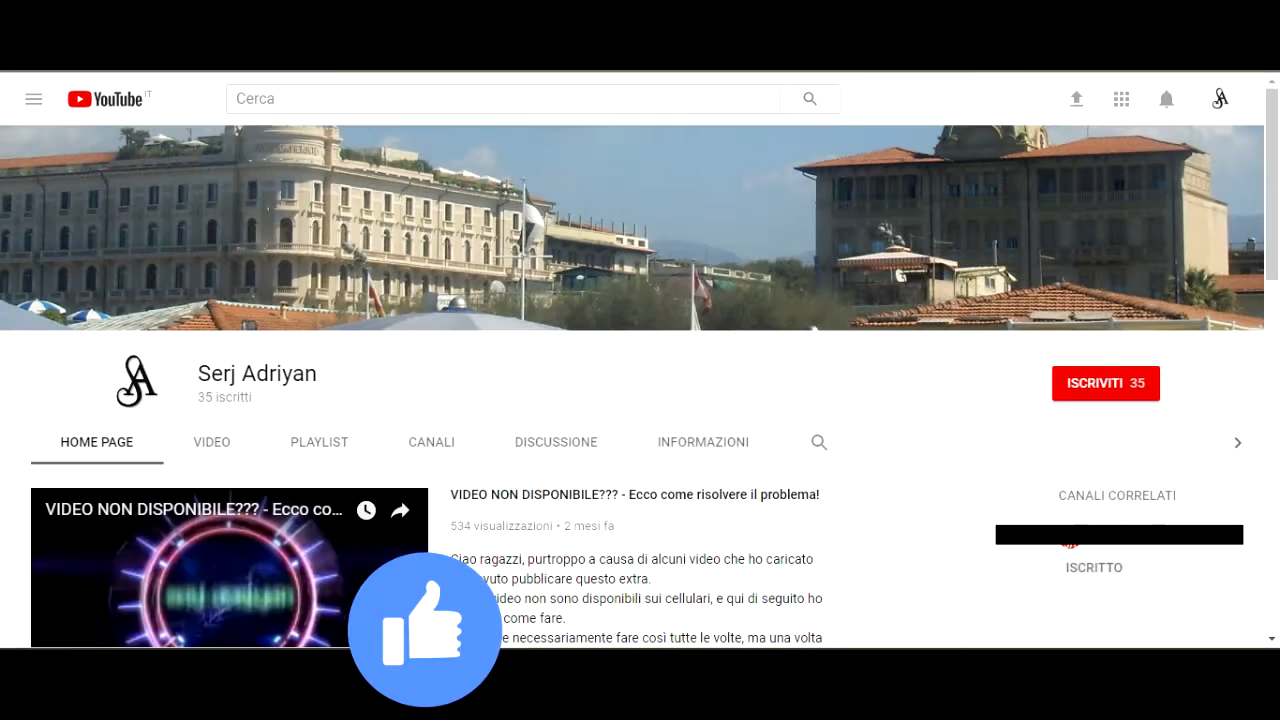 YouTube IT
Cerca
Serj Adriyan
35 iscritti
ISCRIVITI 35
HOME PAGE
VIDEO
PLAYLIST
CANALI
DISCUSSIONE
INFORMAZIONI
VIDEO NON DISPONIBILE??? - Ecco co...
VIDEO NON DISPONIBILE??? - Ecco come risolvere il problema!
534 visualizzazioni • 2 mesi fa
Ciao ragazzi, purtroppo a causa di alcuni video che ho caricato
pubblicare questo extra.
non sono disponibili sui cellulari, e qui di seguito ho
come fare.
necessariamente fare così tutte le volte, ma una volta
CANALI CORRELATI
ISCRITTO